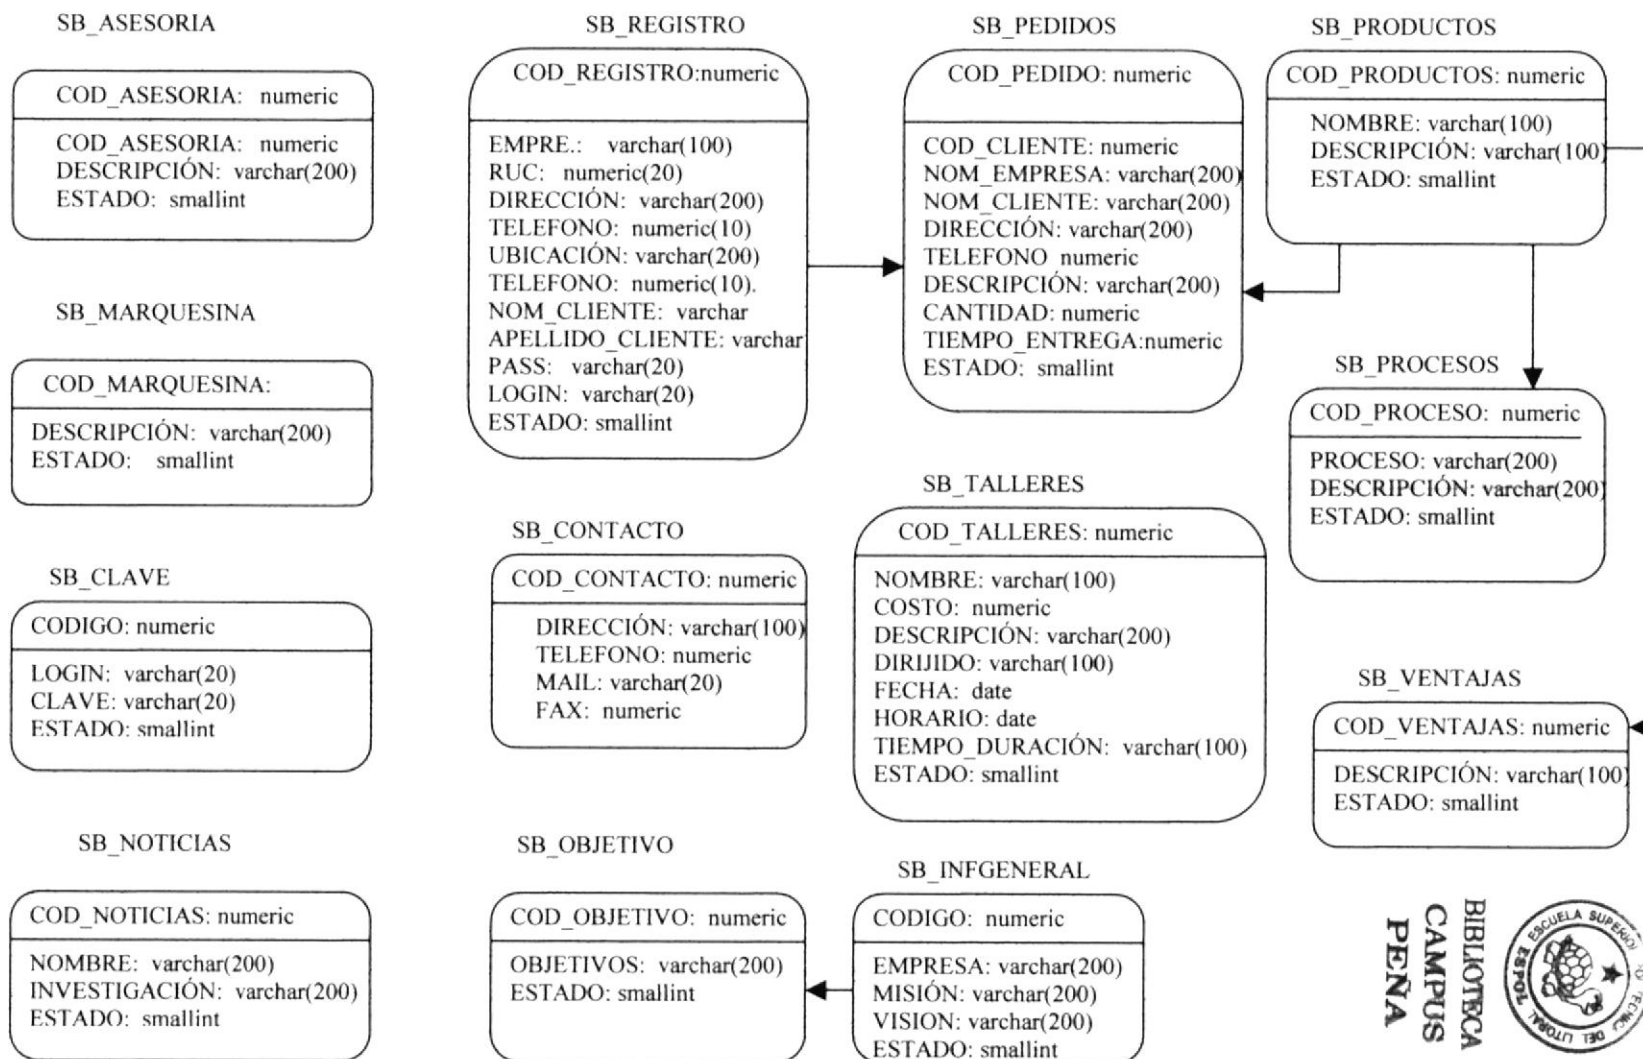 SB_ASESORIA
COD_ASESORIA: numeric
COD_ASESORIA: numeric
DESCRIPCIÓN: varchar(200)
ESTADO: smallint
SB_MARQUESINA
COD_MARQUESINA:
DESCRIPCIÓN: varchar(200)
ESTADO: smallint
SB_CLAVE
CODIGO: numeric
LOGIN: varchar(20)
CLAVE: varchar(20)
ESTADO: smallint
SB_NOTICIAS
COD_NOTICIAS: numeric
NOMBRE: varchar(200)
INVESTIGACIÓN: varchar(200)
ESTADO: smallint
SB_REGISTRO
COD_REGISTRO:numeric
EMPRE.: varchar(100)
RUC: numeric(20)
DIRECCIÓN: varchar(200)
TELEFONO: numeric(10)
UBICACIÓN: varchar(200)
TELEFONO: numeric(10).
NOM_CLIENTE: varchar
APELLIDO_CLIENTE: varchar
PASS: varchar(20)
LOGIN: varchar(20)
ESTADO: smallint
SB_CONTACTO
COD_CONTACTO: numeric
DIRECCIÓN: varchar(100)
TELEFONO: numeric
MAIL: varchar(20)
FAX: numeric
SB_OBJETIVO
COD_OBJETIVO: numeric
OBJETIVOS: varchar(200)
ESTADO: smallint
SB_PEDIDOS
COD_PEDIDO: numeric
COD_CLIENTE: numeric
NOM_EMPRESA: varchar(200)
NOM_CLIENTE: varchar(200)
DIRECCIÓN: varchar(200)
TELEFONO numeric
DESCRIPCIÓN: varchar(200)
CANTIDAD: numeric
TIEMPO_ENTREGA:numeric
ESTADO: smallint
SB_TALLERES
COD_TALLERES: numeric
NOMBRE: varchar(100)
COSTO: numeric
DESCRIPCIÓN: varchar(200)
DIRIJIDO: varchar(100)
FECHA: date
HORARIO: date
TIEMPO_DURACIÓN: varchar(100)
ESTADO: smallint
SB_INFGENERAL
CODIGO: numeric
EMPRESA: varchar(200)
MISIÓN: varchar(200)
VISION: varchar(200)
ESTADO: smallint
SB_PRODUCTOS
COD_PRODUCTOS: numeric
NOMBRE: varchar(100)
DESCRIPCIÓN: varchar(100)
ESTADO: smallint
SB_PROCESOS
COD_PROCESO: numeric
PROCESO: varchar(200)
DESCRIPCIÓN: varchar(200)
ESTADO: smallint
SB_VENTAJAS
COD_VENTAJAS: numeric
DESCRIPCIÓN: varchar(100)
ESTADO: smallint
BIBLIOTECA
CAMPUS
PEÑA
ESCUELA
DEL LITORAL
ESPOL